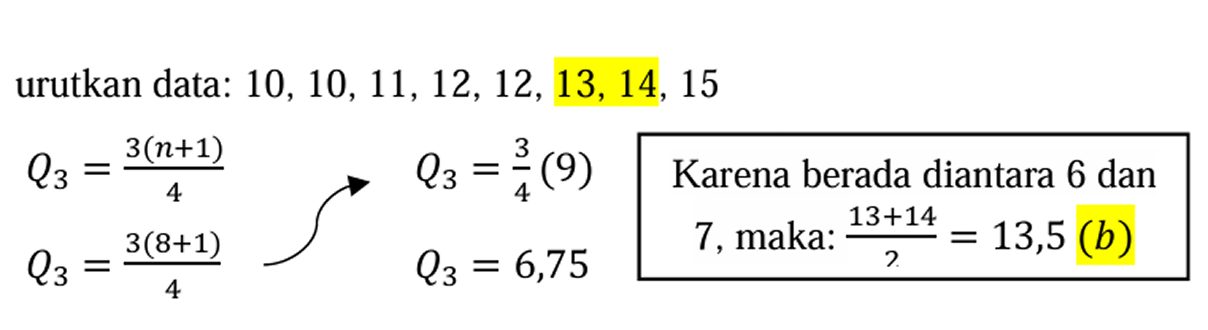 urutkan data: 10, 10, 11, 12, 12, 13, 14, 15
Q₃ = 3(n+1)/4
Q₃ = 3(8+1)/4
Q₃ = 3/4 (9)
Q₃ = 6,75
Karena berada diantara 6 dan
7, maka: 13+14/2 = 13,5 (b)